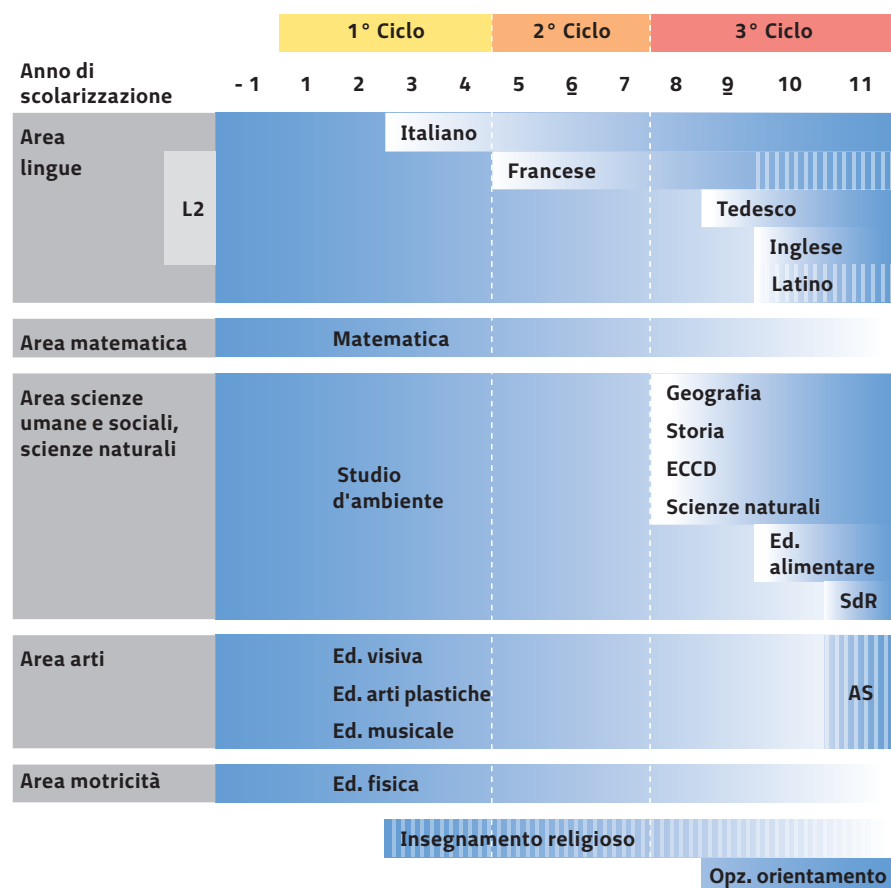 1° Ciclo 2° Ciclo 3° Ciclo
Anno di
scolarizzazione
- 1 1 2 3 4 5 6 7 8 9 10 11
Area
lingue
L2
Italiano
Francese
Tedesco
Inglese
Latino
Area matematica
Matematica
Area scienze
umane e sociali,
scienze naturali
Studio
d'ambiente
Geografia
Storia
ECCD
Scienze naturali
Ed.
alimentare
SdR
Area arti
Ed. visiva
Ed. arti plastiche
Ed. musicale
AS
Area motricità
Ed. fisica
Insegnamento religioso
Opz. orientamento